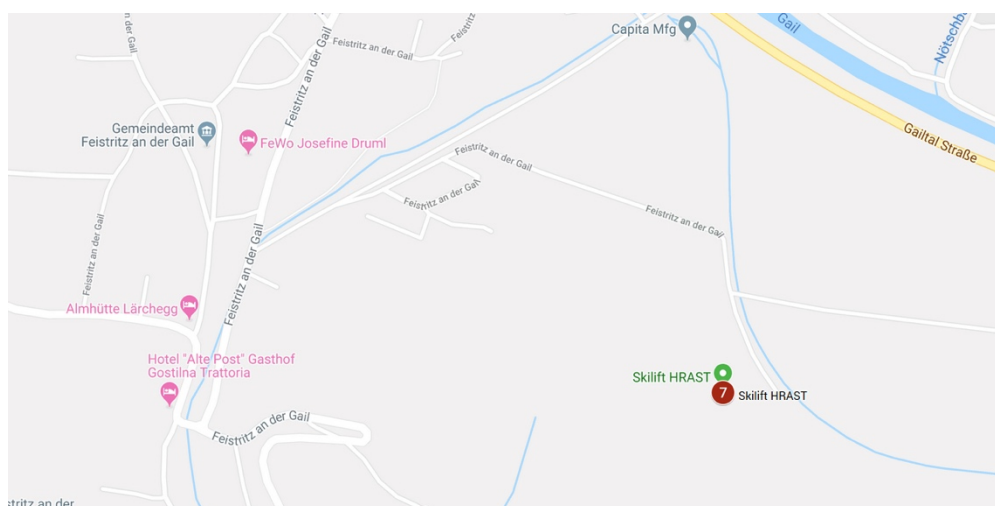 der Gail
Feistritz an der Gail
Feistritz an der Gail
Feistritz
Capita Mfg
Gail
Nötschb
Gemeindeamt
Feistritz an der Gail
FeWo Josefine Druml
Gailtal Straße
Feistritz an der Gail
Feistritz an der Gail
Feistritz an der Gail
Feistritz an der Gail
Feistritz an der Gail
Almhütte Lärchegg
Hotel "Alte Post" Gasthof
Gostilna Trattoria
Skilift HRAST
7 Skilift HRAST
Feistritz an der Gail
stritz an der